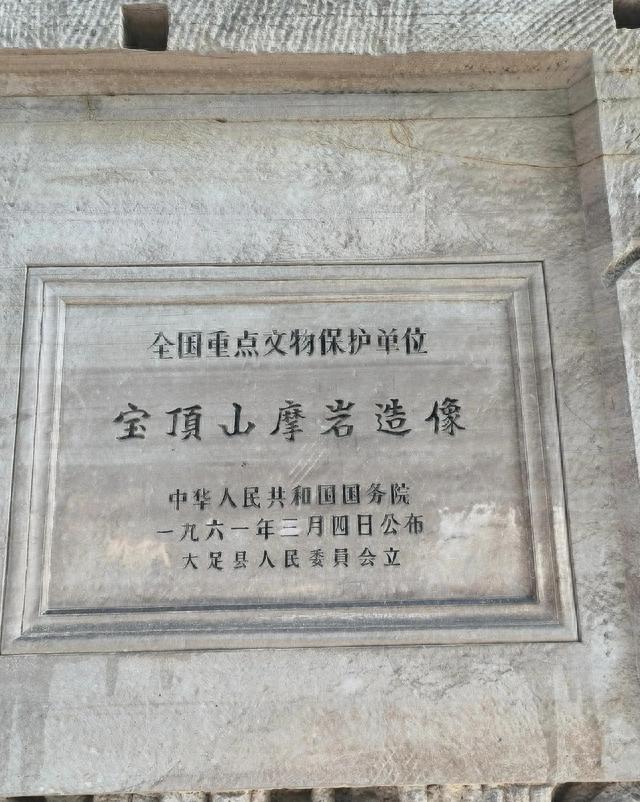 全国重点文物保护单位
宝頂山摩岩造像
中华人民共和国国务院
一九六一年三月四日公布
大足县人民委員会立